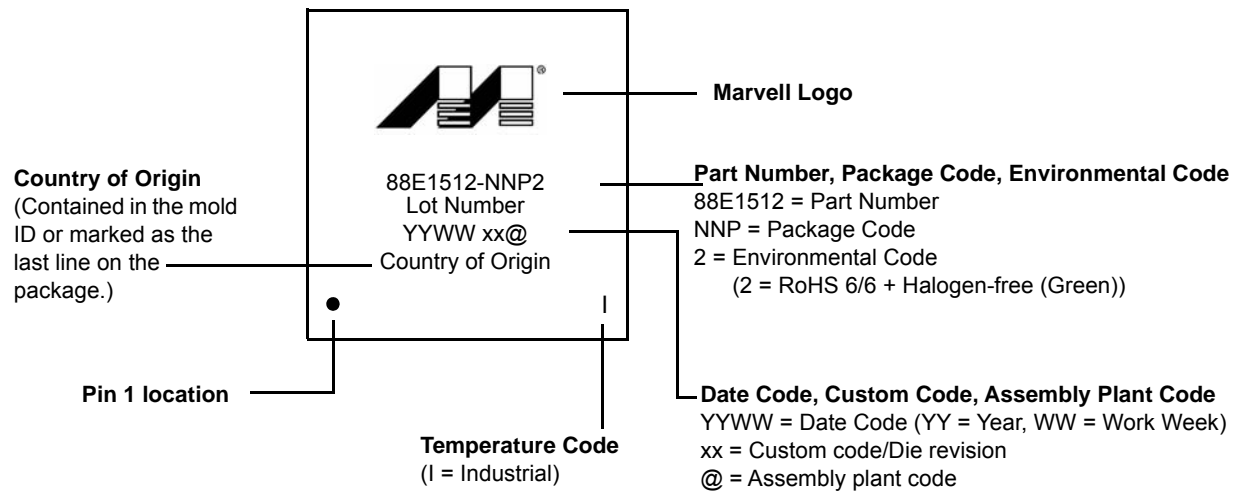 ®
Marvell Logo
88E1512-NNP2
Lot Number
YYWW xx@
Country of Origin
I
Country of Origin
(Contained in the mold
ID or marked as the
last line on the
package.)
Part Number, Package Code, Environmental Code
88E1512 = Part Number
NNP = Package Code
2 = Environmental Code
(2 = RoHS 6/6 + Halogen-free (Green))
Pin 1 location
Temperature Code
(I = Industrial)
Date Code, Custom Code, Assembly Plant Code
YYWW = Date Code (YY = Year, WW = Work Week)
xx = Custom code/Die revision
@ = Assembly plant code